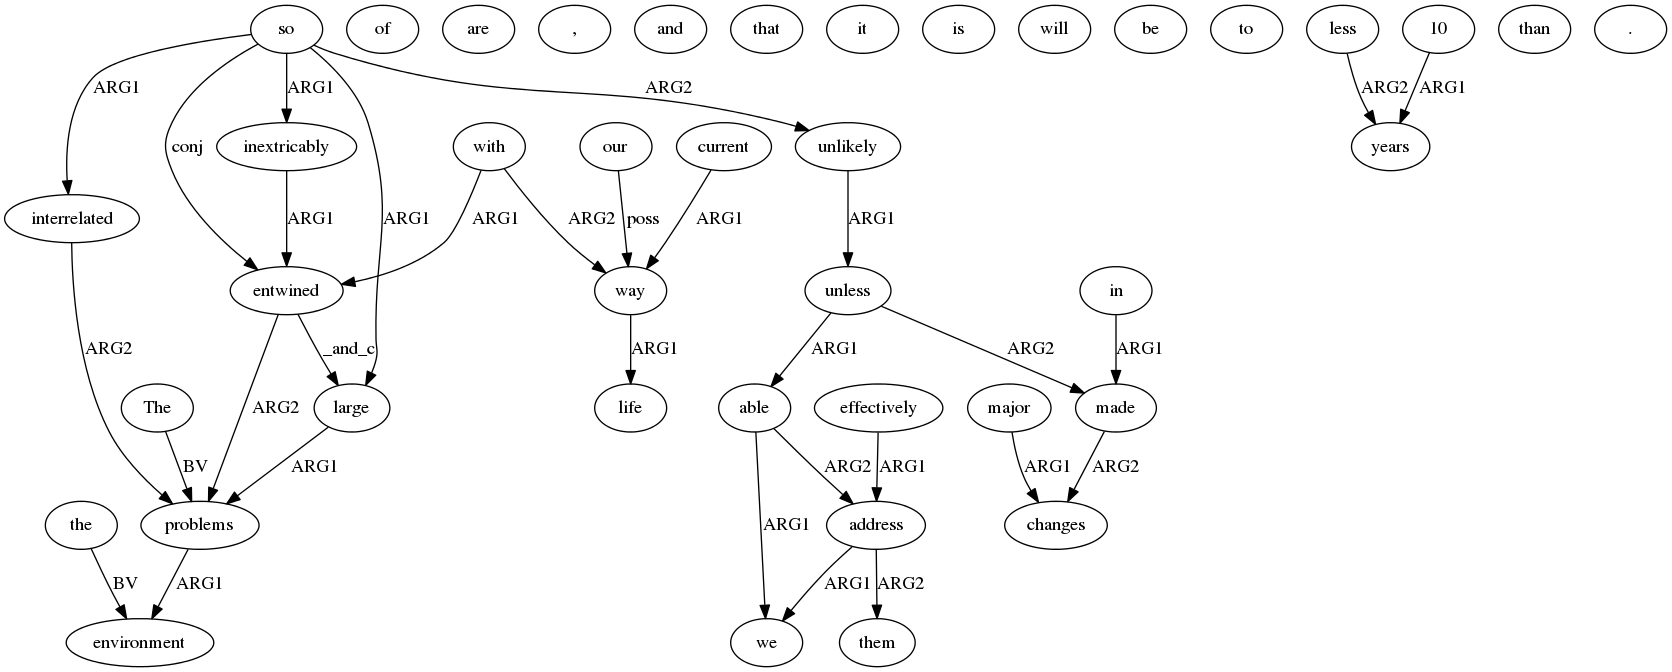 so of are , and that it is will be to less 10 than .
ARG1 ARG1 ARG2 ARG2 ARG1
conj inextricably with our current unlikely years
interrelated ARG1 ARG1 ARG1 ARG2 poss ARG1 ARG1
entwined way unless in
ARG2 _and_c ARG1 ARG1 ARG2 ARG1
The ARG2 large life able effectively major made
BV ARG1 ARG2 ARG1 ARG1 ARG2
the problems ARG1 address changes
BV ARG1 ARG1 ARG2
environment we them